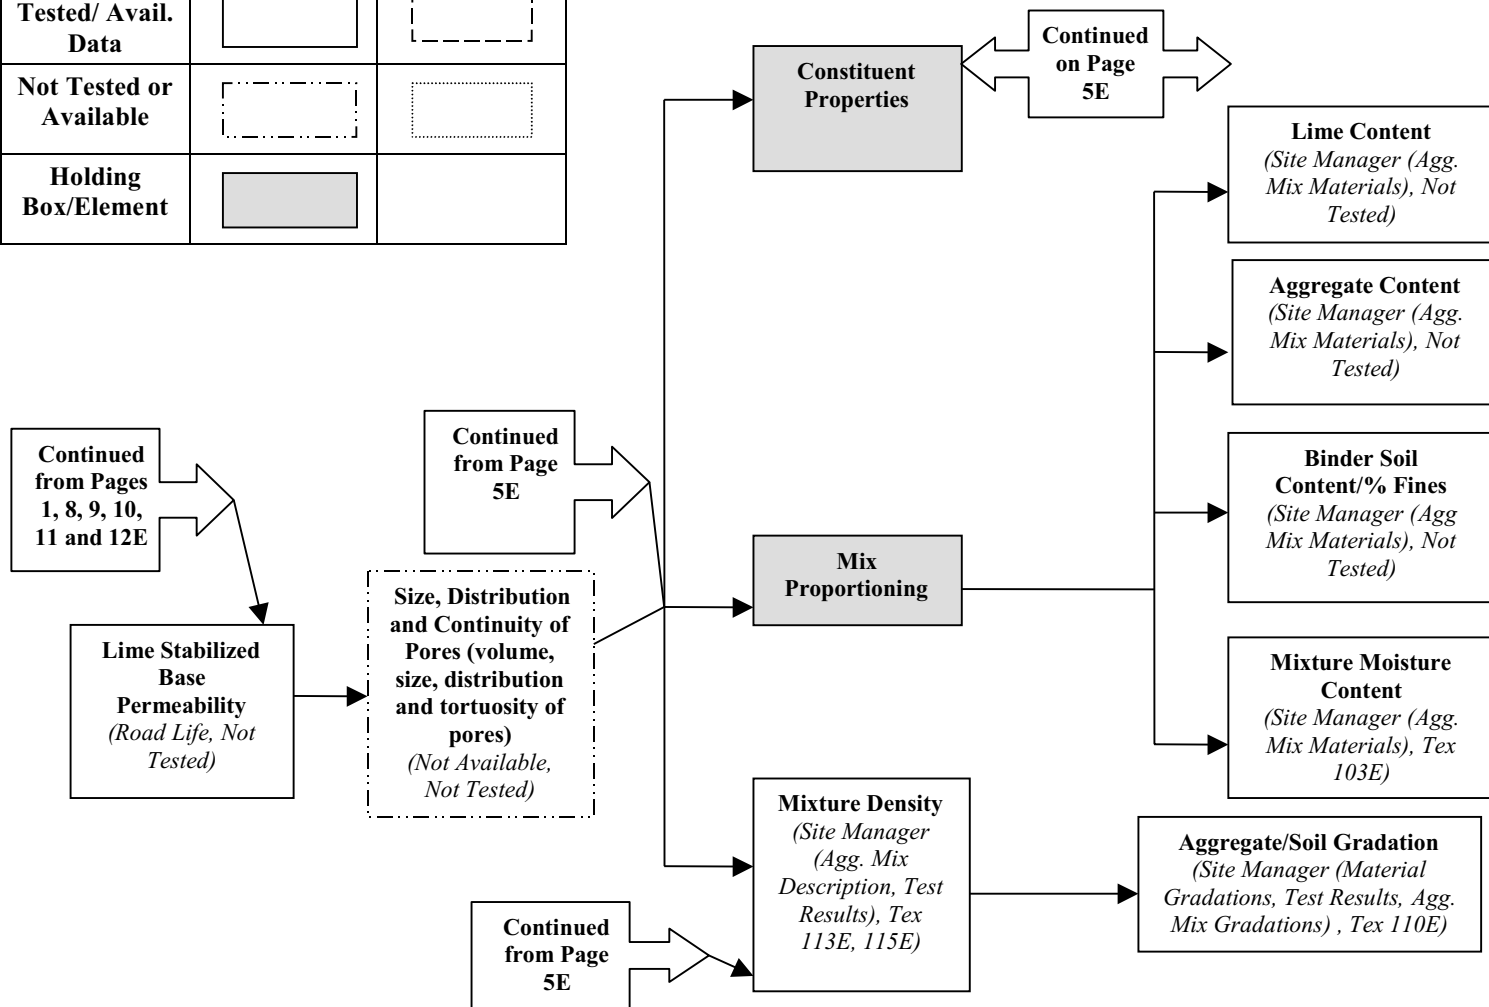 Tested/ Avail.
Data
Not Tested or
Available
Holding
Box/Element
Constituent
Properties
Continued
on Page
5E
Lime Content
(Site Manager (Agg.
Mix Materials), Not
Tested)
Aggregate Content
(Site Manager (Agg.
Mix Materials), Not
Tested)
Continued
from Pages
1, 8, 9, 10,
11 and 12E
Continued
from Page
5E
Binder Soil
Content/% Fines
(Site Manager (Agg
Mix Materials), Not
Tested)
Mix
Proportioning
Lime Stabilized
Base
Permeability
(Road Life, Not
Tested)
Size, Distribution
and Continuity of
Pores (volume,
size, distribution
and tortuosity of
pores)
(Not Available,
Not Tested)
Mixture Moisture
Content
(Site Manager (Agg.
Mix Materials), Tex
103E)
Mixture Density
(Site Manager
(Agg. Mix
Description, Test
Results), Tex
113E, 115E)
Aggregate/Soil Gradation
(Site Manager (Material
Gradations, Test Results, Agg.
Mix Gradations) , Tex 110E)
Continued
from Page
5E